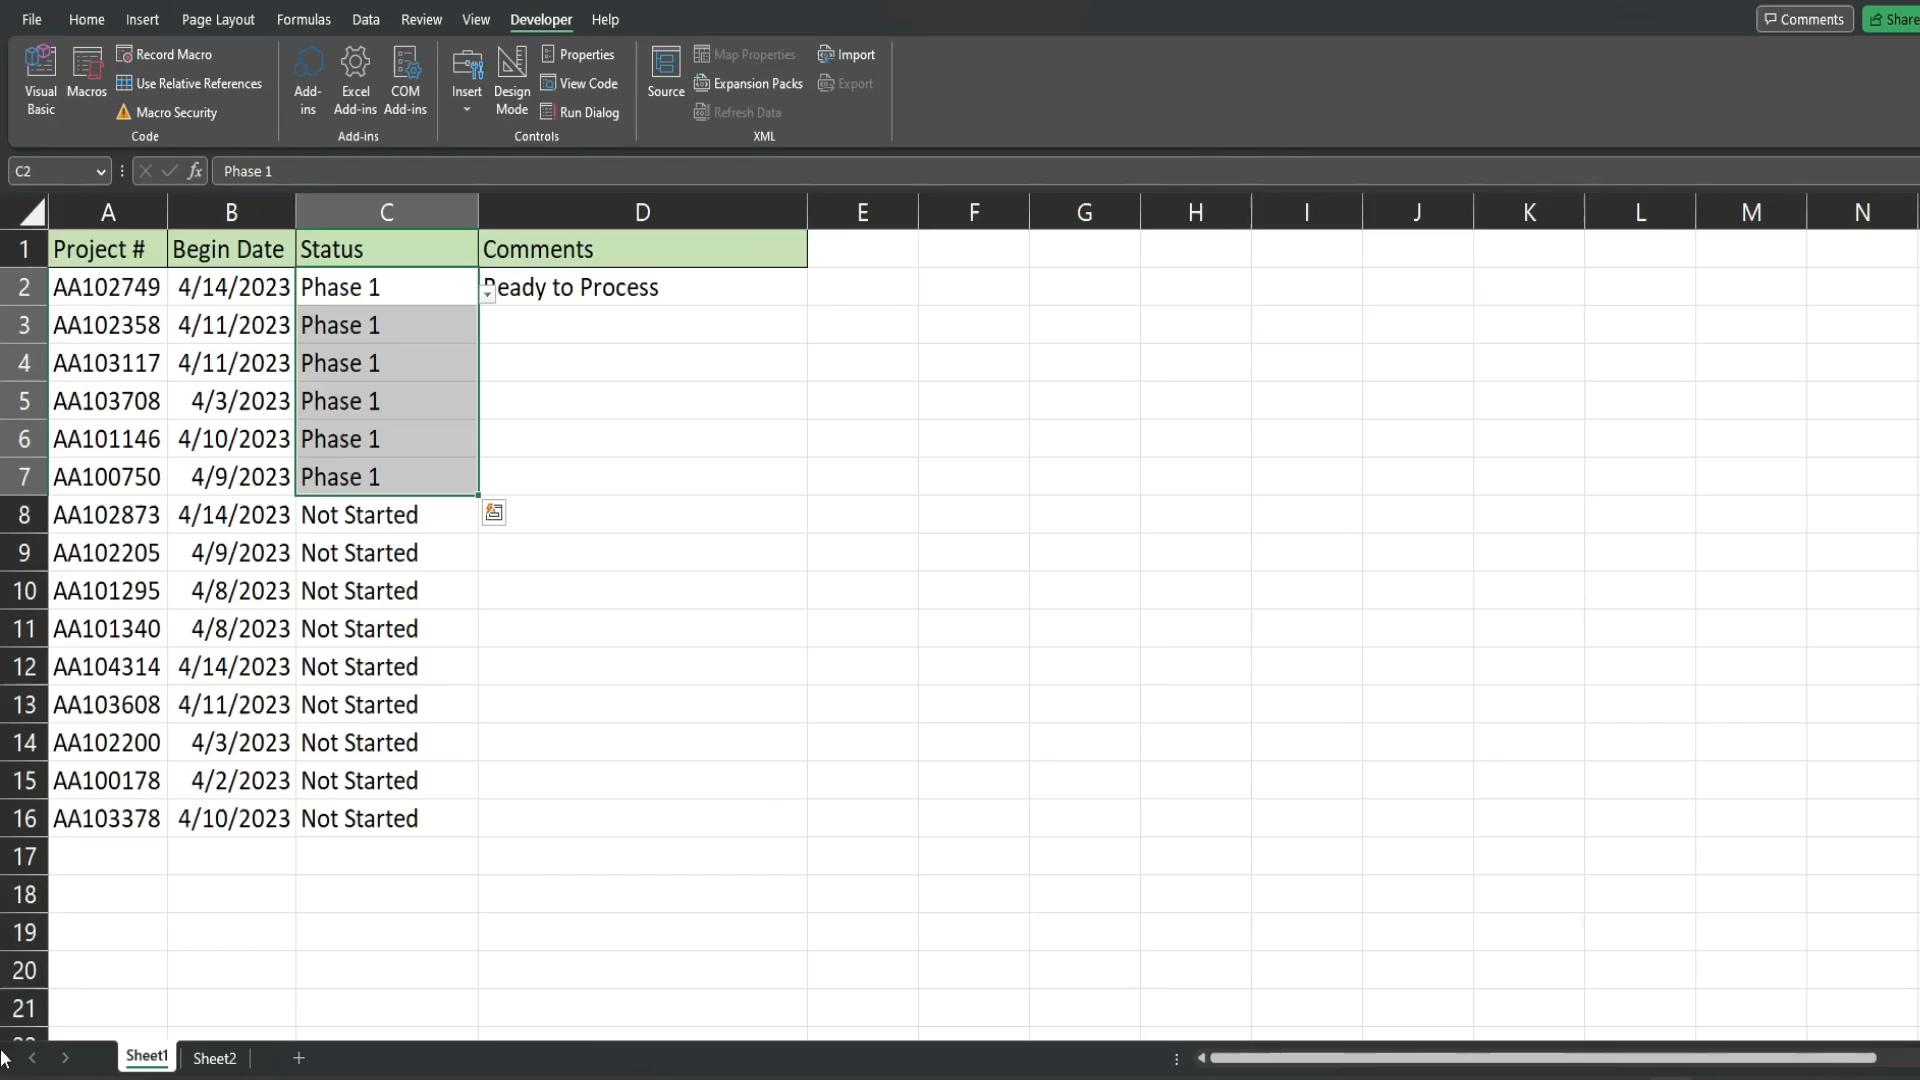 File Home Insert Page Layout Formulas Data Review View Developer Help Comments Share
Visual Basic
Macros
Record Macro
Use Relative References
Macro Security
Code
Add-ins
Excel Add-ins
COM Add-ins
Add-ins
Insert
Design Mode
Properties
View Code
Run Dialog
Controls
Source
Map Properties
Expansion Packs
Refresh Data
Import
Export
XML
C2 fx Phase 1
A B C D E F G H I J K L M N
1 Project # Begin Date Status Comments
2 AA102749 4/14/2023 Phase 1 Ready to Process
3 AA102358 4/11/2023 Phase 1
4 AA103117 4/11/2023 Phase 1
5 AA103708 4/3/2023 Phase 1
6 AA101146 4/10/2023 Phase 1
7 AA100750 4/9/2023 Phase 1
8 AA102873 4/14/2023 Not Started
9 AA102205 4/9/2023 Not Started
10 AA101295 4/8/2023 Not Started
11 AA101340 4/8/2023 Not Started
12 AA104314 4/14/2023 Not Started
13 AA103608 4/11/2023 Not Started
14 AA102200 4/3/2023 Not Started
15 AA100178 4/2/2023 Not Started
16 AA103378 4/10/2023 Not Started
17
18
19
20
21
Sheet1 Sheet2 +